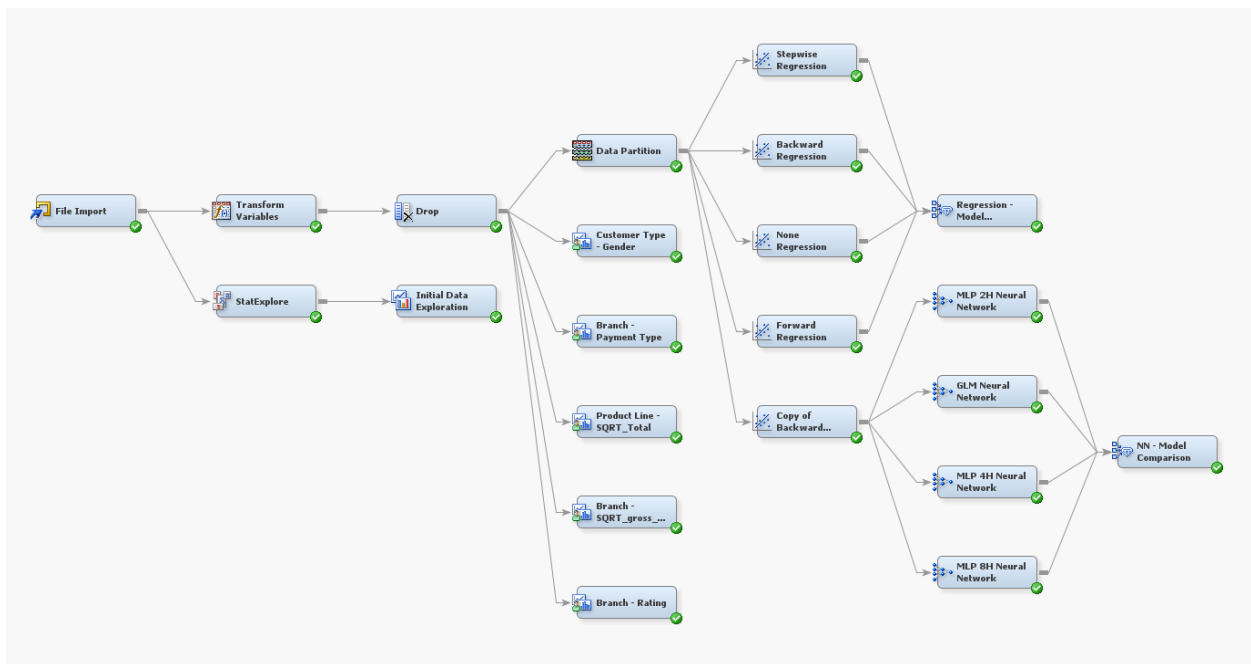 Stepwise
Regression
Data Partition
Backward
Regression
File Import
Transform
Variables
Drop
Customer Type
- Gender
None
Regression
Regression -
Model...
StatExplore
Initial Data
Exploration
Branch -
Payment Type
Forward
Regression
MLP 2H Neural
Network
Product Line -
SQRT_Total
Copy of
Backward...
GLM Neural
Network
NN - Model
Comparison
Branch -
SQRT_gross_...
MLP 4H Neural
Network
Branch - Rating
MLP 8H Neural
Network